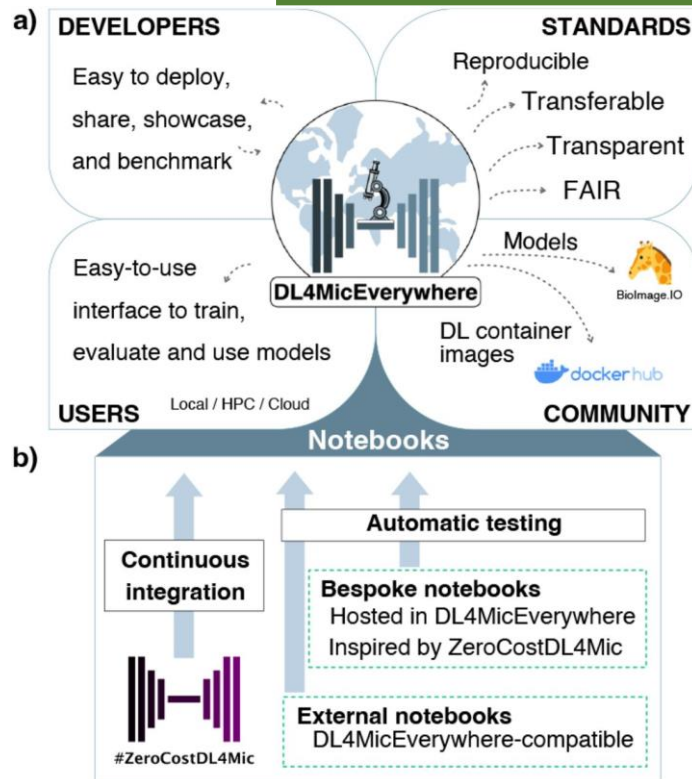 a)
DEVELOPERS
Easy to deploy,
share, showcase,
and benchmark
STANDARDS
Reproducible
Transferable
Transparent
FAIR
DL4MicEverywhere
Easy-to-use
interface to train,
evaluate and use models
USERS
Local / HPC / Cloud
Models
BioImage.IO
DL container
images
dockerhub
COMMUNITY
Notebooks
b)
Continuous
integration
#ZeroCostDL4Mic
Automatic testing
Bespoke notebooks
Hosted in DL4MicEverywhere
Inspired by ZeroCostDL4Mic
External notebooks
DL4MicEverywhere-compatible